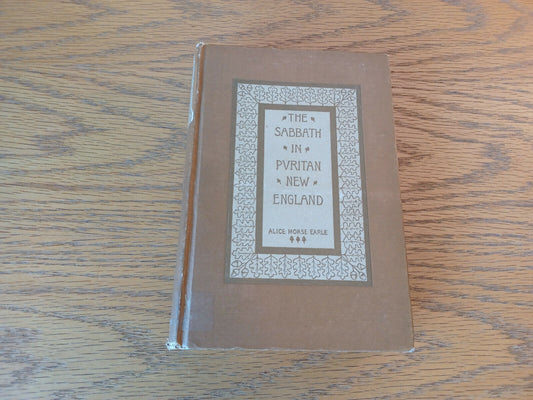 THE
SABBATH
IN
PVRITAN
NEW
ENGLAND
ALICE MORSE EARLE